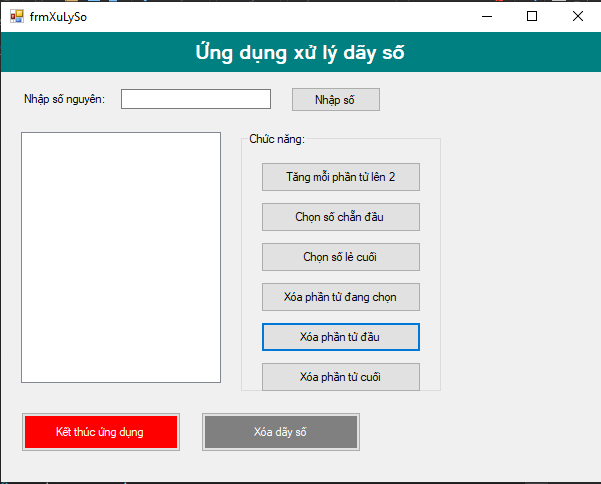 frmXuLySo
Ứng dụng xử lý dãy số
Nhập số nguyên:
Nhập số
Chức năng:
Tăng mỗi phần tử lên 2
Chọn số chẵn đầu
Chọn số lẻ cuối
Xóa phần tử đang chọn
Xóa phần tử đầu
Xóa phần tử cuối
Kết thúc ứng dụng
Xóa dãy số